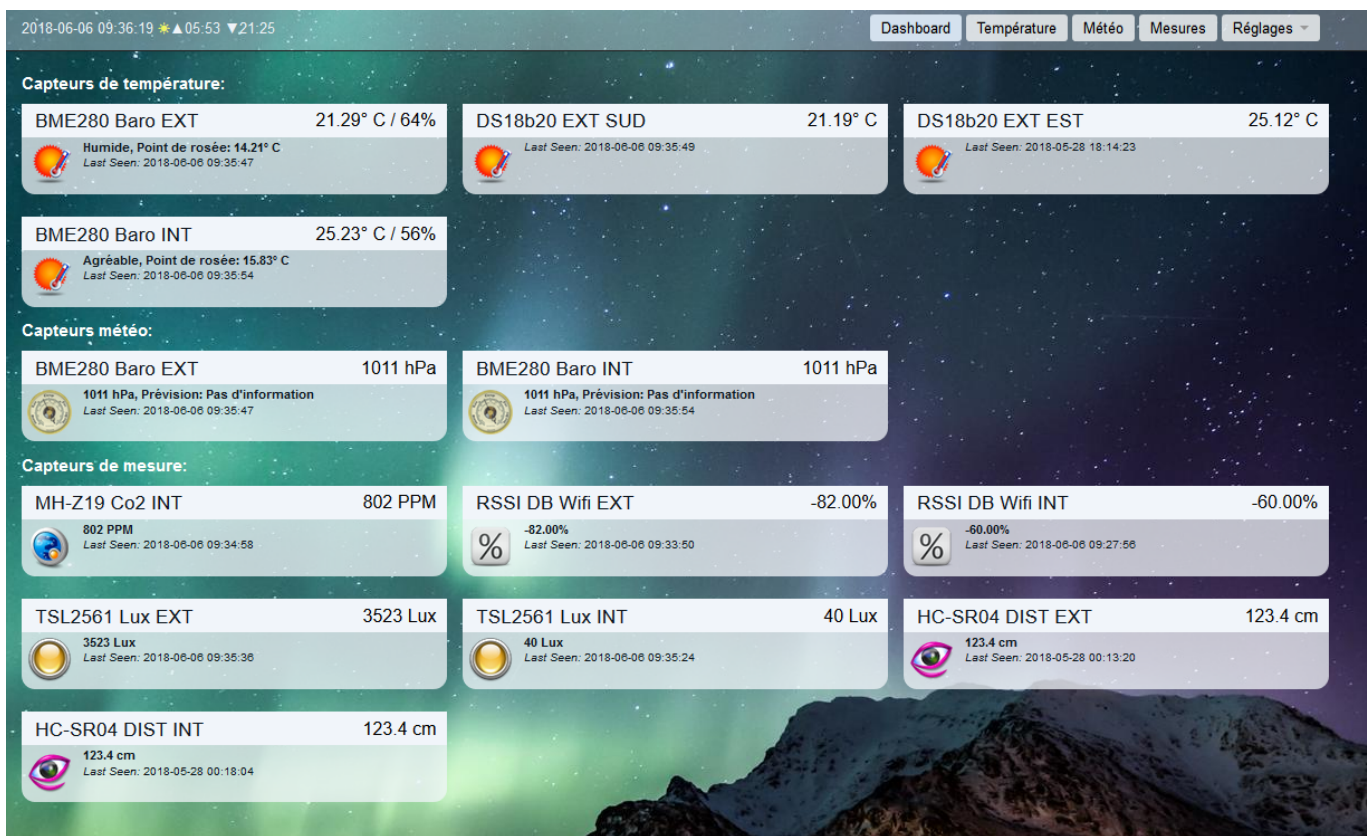 2018-06-06 09:36:19 ☀▲05:53 ▼21:25
Dashboard Température Météo Mesures Réglages
Capteurs de température:
BME280 Baro EXT 21.29° C / 64%
Humide, Point de rosée: 14.21° C
Last Seen: 2018-06-06 09:35:47
DS18b20 EXT SUD 21.19° C
Last Seen: 2018-06-06 09:35:49
DS18b20 EXT EST 25.12° C
Last Seen: 2018-05-28 18:14:23
BME280 Baro INT 25.23° C / 56%
Agréable, Point de rosée: 15.83° C
Last Seen: 2018-06-06 09:35:54
Capteurs météo:
BME280 Baro EXT 1011 hPa
1011 hPa, Prévision: Pas d'information
Last Seen: 2018-06-06 09:35:47
BME280 Baro INT 1011 hPa
1011 hPa, Prévision: Pas d'information
Last Seen: 2018-06-06 09:35:54
Capteurs de mesure:
MH-Z19 Co2 INT 802 PPM
802 PPM
Last Seen: 2018-06-06 09:34:58
RSSI DB Wifi EXT -82.00%
%
-82.00%
Last Seen: 2018-06-06 09:33:50
RSSI DB Wifi INT -60.00%
%
-60.00%
Last Seen: 2018-06-06 09:27:56
TSL2561 Lux EXT 3523 Lux
3523 Lux
Last Seen: 2018-06-06 09:35:36
TSL2561 Lux INT 40 Lux
40 Lux
Last Seen: 2018-06-06 09:35:24
HC-SR04 DIST EXT 123.4 cm
123.4 cm
Last Seen: 2018-05-28 00:13:20
HC-SR04 DIST INT 123.4 cm
123.4 cm
Last Seen: 2018-05-28 00:18:04